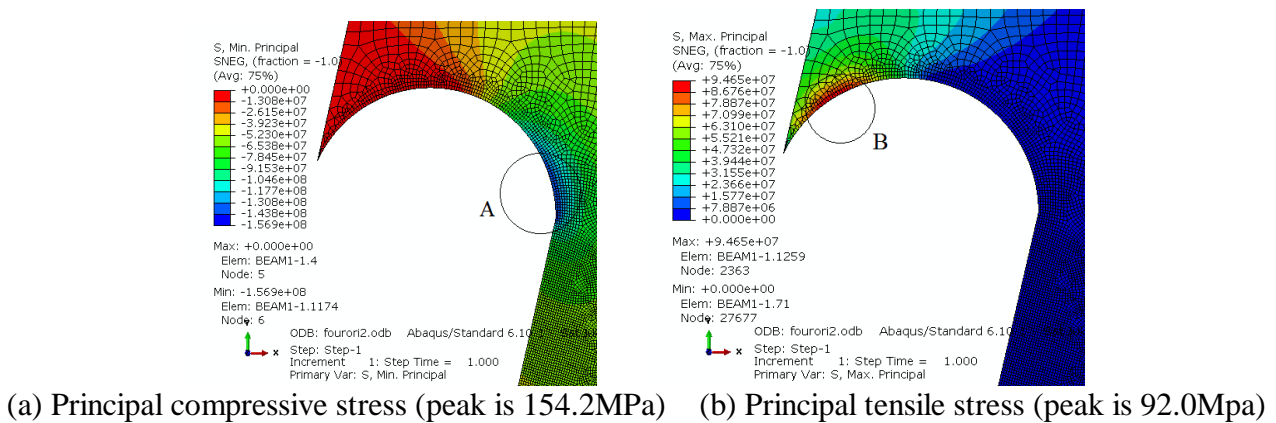 S, Min. Principal
SNEG, (fraction = -1.0)
(Avg: 75%)
+0.000e+00
-1.308e+07
-2.615e+07
-3.923e+07
-5.230e+07
-6.538e+07
-7.845e+07
-9.153e+07
-1.046e+08
-1.177e+08
-1.308e+08
-1.438e+08
-1.569e+08
Max: +0.000e+00
Elem: BEAM1-1.4
Node: 5
Min: -1.569e+08
Elem: BEAM1-1.1174
Node: 6
A
Y
X
ODB: fourori2.odb Abaqus/Standard 6.10
Step: Step-1
Increment 1: Step Time = 1.000
Primary Var: S, Min. Principal
S, Max. Principal
SNEG, (fraction = -1.0)
(Avg: 75%)
+9.465e+07
+8.676e+07
+7.887e+07
+7.099e+07
+6.310e+07
+5.521e+07
+4.732e+07
+3.944e+07
+3.155e+07
+2.366e+07
+1.577e+07
+7.887e+06
+0.000e+00
Max: +9.465e+07
Elem: BEAM1-1.1259
Node: 2363
Min: +0.000e+00
Elem: BEAM1-1.71
Node: 27677
B
Y
X
ODB: fourori2.odb Abaqus/Standard 6.10
Step: Step-1
Increment 1: Step Time = 1.000
Primary Var: S, Max. Principal
(a) Principal compressive stress (peak is 154.2MPa) (b) Principal tensile stress (peak is 92.0Mpa)